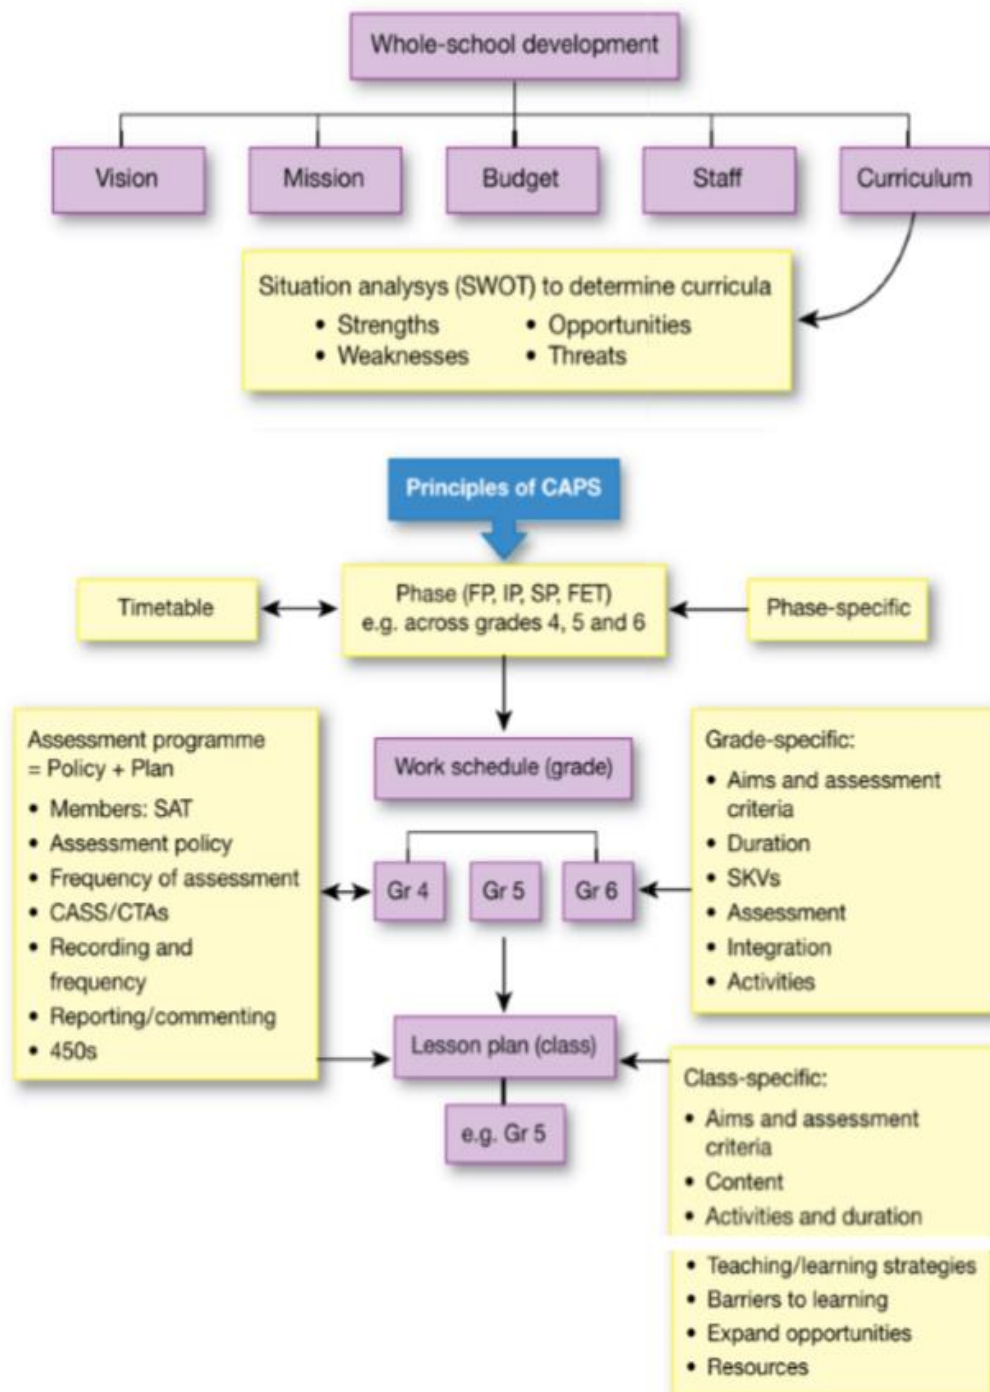 Whole-school development
Vision
Mission
Budget
Staff
Curriculum
Situation analysys (SWOT) to determine curricula
• Strengths
• Opportunities
• Weaknesses
• Threats
Principles of CAPS
Timetable
Phase (FP, IP, SP, FET)
e.g. across grades 4, 5 and 6
Phase-specific
Assessment programme
= Policy + Plan
• Members: SAT
• Assessment policy
• Frequency of assessment
• CASS/CTAs
• Recording and
frequency
• Reporting/commenting
• 450s
Work schedule (grade)
Gr 4
Gr 5
Gr 6
Grade-specific:
• Aims and assessment
criteria
• Duration
• SKVs
• Assessment
• Integration
• Activities
Lesson plan (class)
e.g. Gr 5
Class-specific:
• Aims and assessment
criteria
• Content
• Activities and duration
• Teaching/learning strategies
• Barriers to learning
• Expand opportunities
• Resources